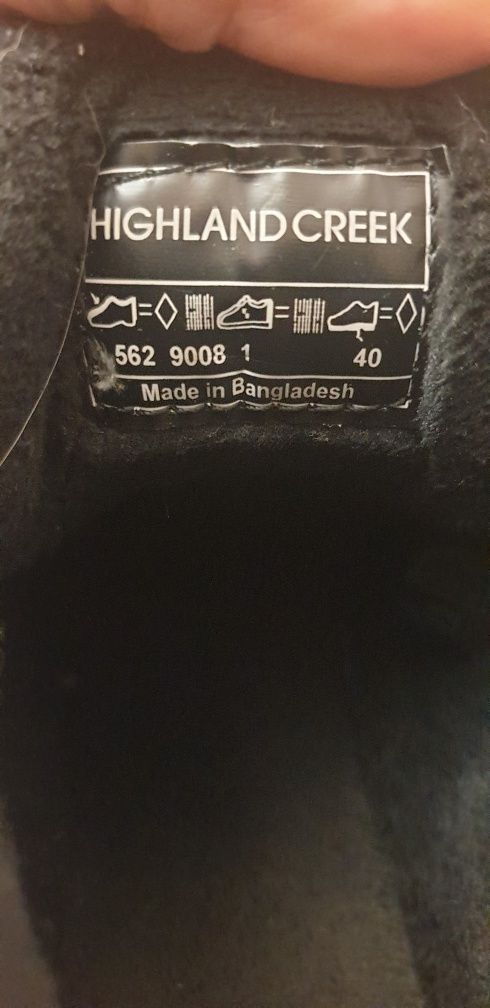 HIGHLAND CREEK
562 9008 1 40
Made in Bangladesh